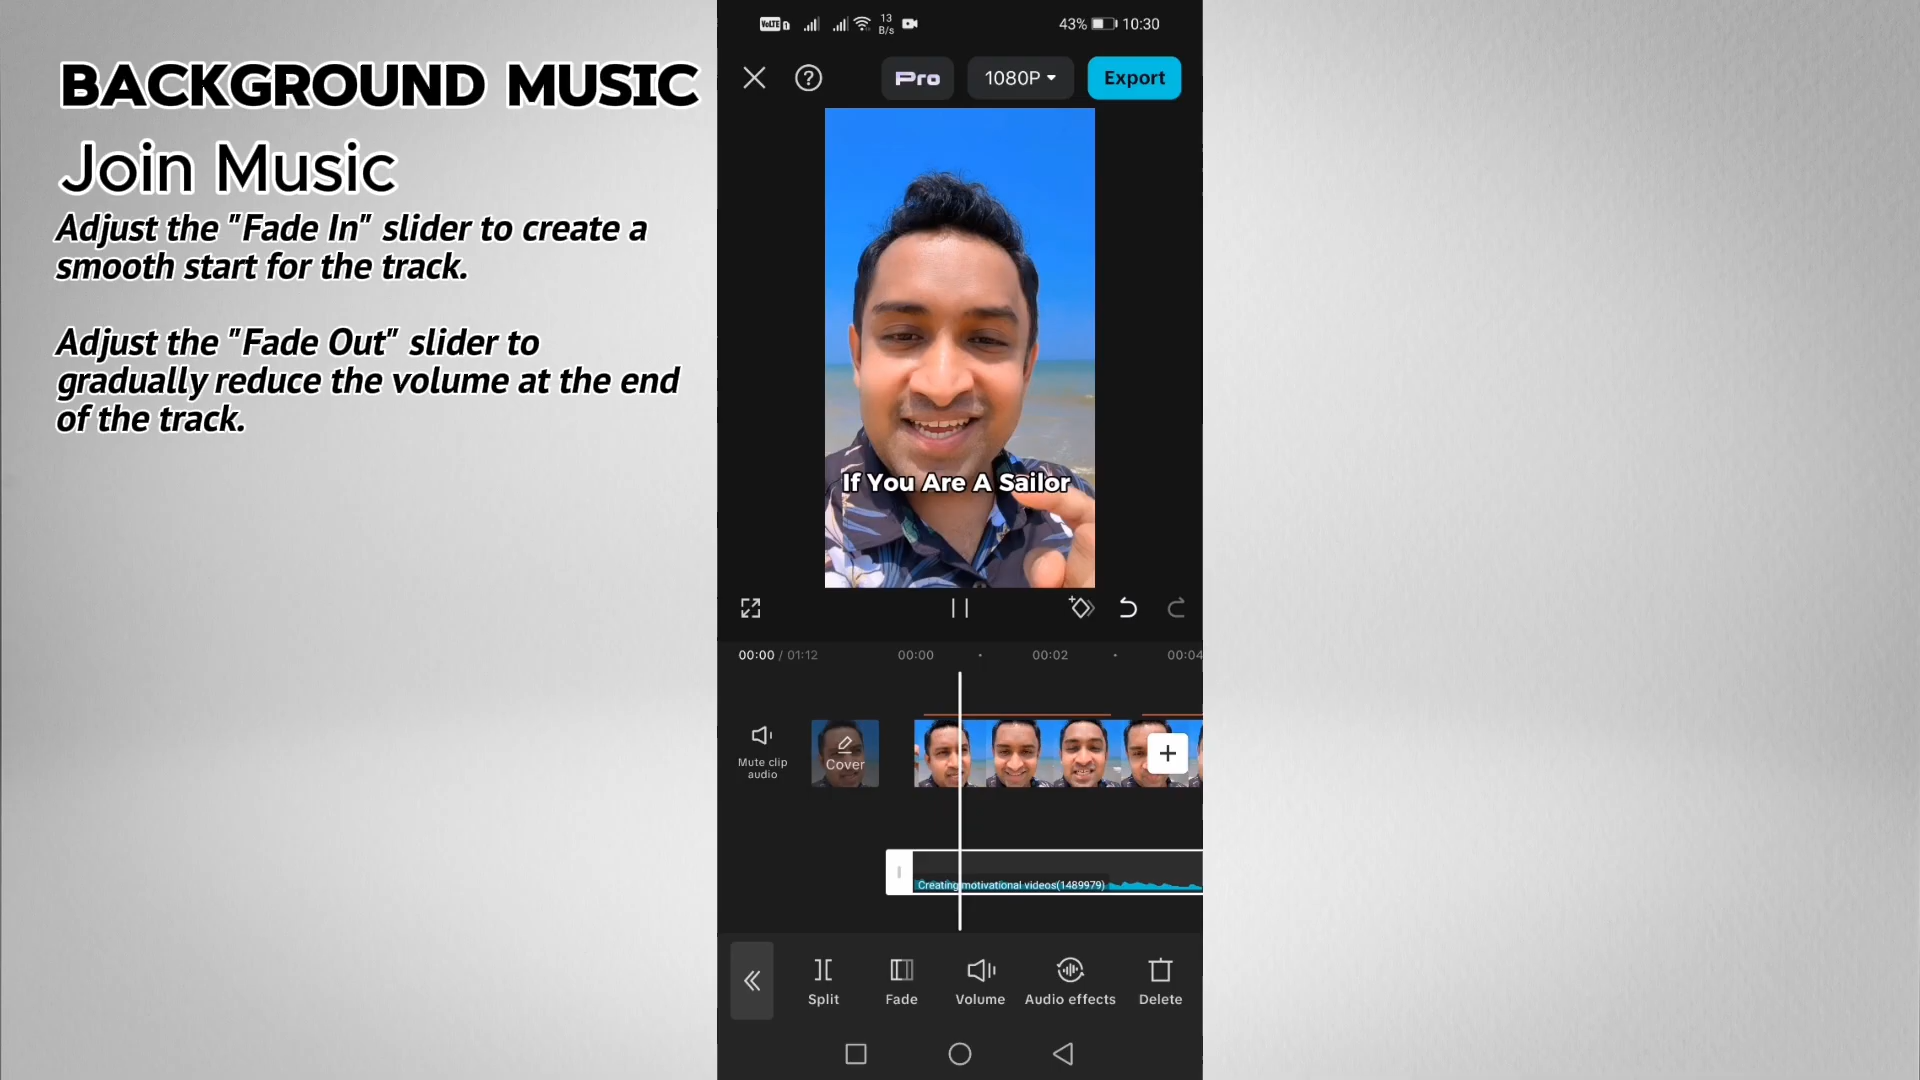 BACKGROUND MUSIC
Join Music
Adjust the "Fade In" slider to create a
smooth start for the track.
Adjust the "Fade Out" slider to
gradually reduce the volume at the end
of the track.
VoLTE 13 B/s 43% 10:30
Pro 1080P Export
If You Are A Sailor
00:00 / 01:12 00:00 00:02 00:04
Mute clip
audio
Cover
Creating motivational videos(1489979)
Split Fade Volume Audio effects Delete